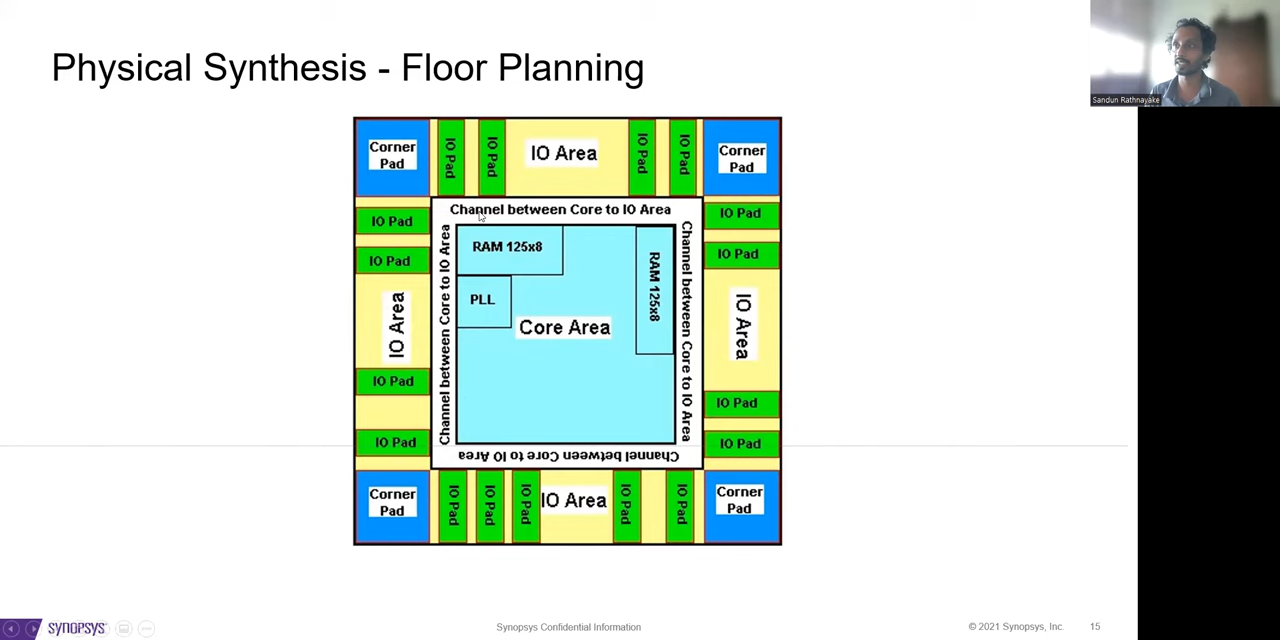 Physical Synthesis - Floor Planning
Sandun Rathnayake
Corner
Pad
IO Pad
IO Pad
IO Area
IO Pad
IO Pad
Corner
Pad
Channel between Core to IO Area
IO Pad
IO Pad
IO Area
IO Pad
IO Pad
Channel between Core to IO Area
RAM 125x8
PLL
Core Area
RAM 125x8
Channel between Core to IO Area
IO Pad
IO Pad
IO Area
IO Pad
IO Pad
Channel between Core to IO Area
Corner
Pad
IO Pad
IO Pad
IO Pad
IO Area
IO Pad
IO Pad
Corner
Pad
SYNOPSYS
Synopsys Confidential Information
© 2021 Synopsys, Inc.
15